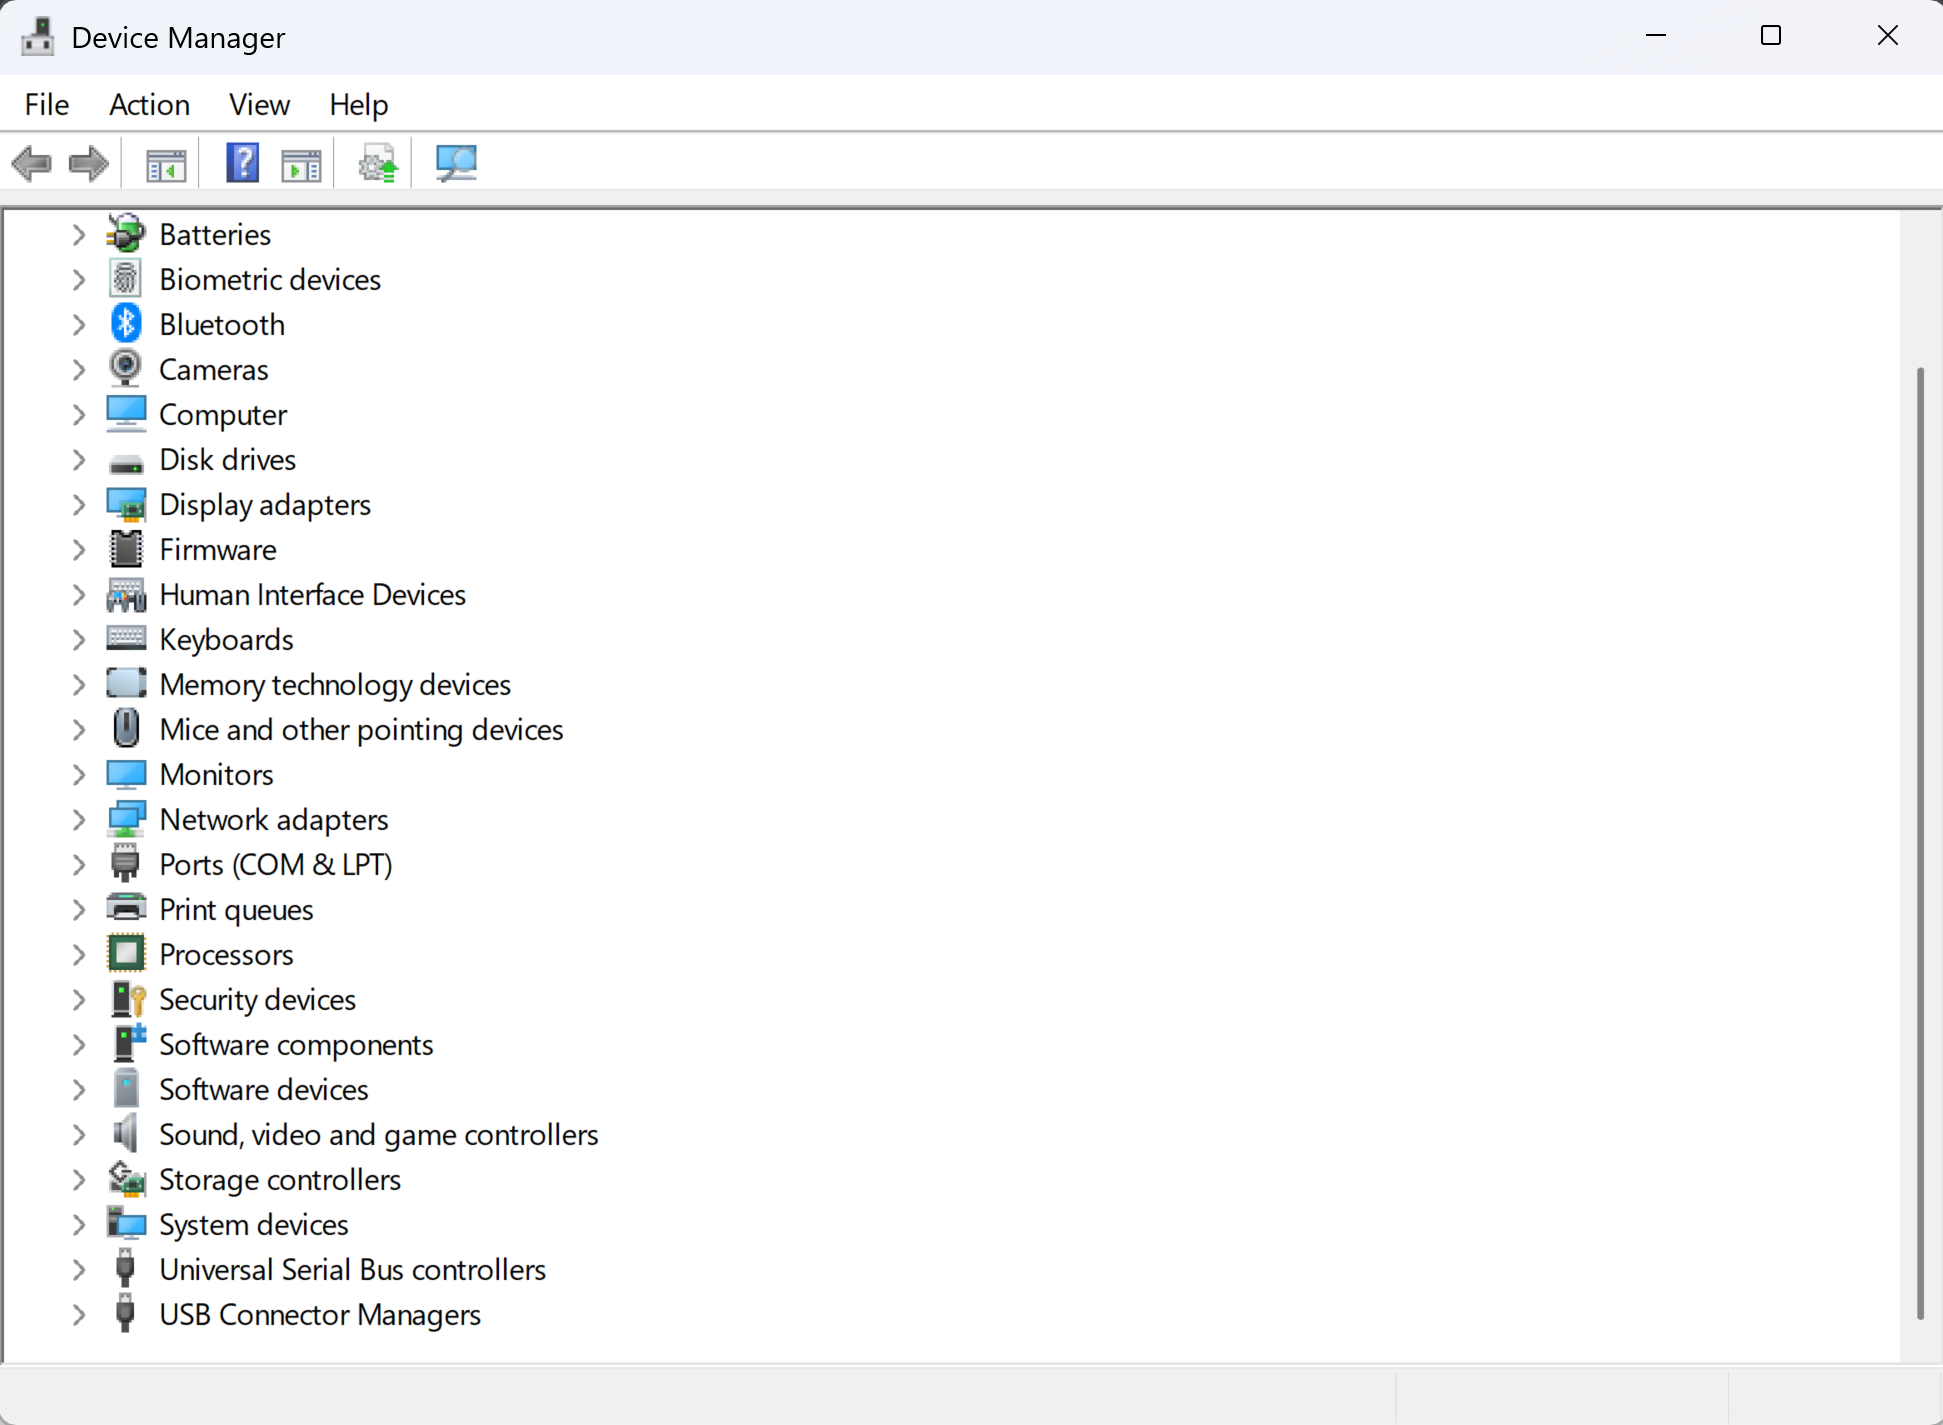 Device Manager
File Action View Help
Batteries
Biometric devices
Bluetooth
Cameras
Computer
Disk drives
Display adapters
Firmware
Human Interface Devices
Keyboards
Memory technology devices
Mice and other pointing devices
Monitors
Network adapters
Ports (COM & LPT)
Print queues
Processors
Security devices
Software components
Software devices
Sound, video and game controllers
Storage controllers
System devices
Universal Serial Bus controllers
USB Connector Managers